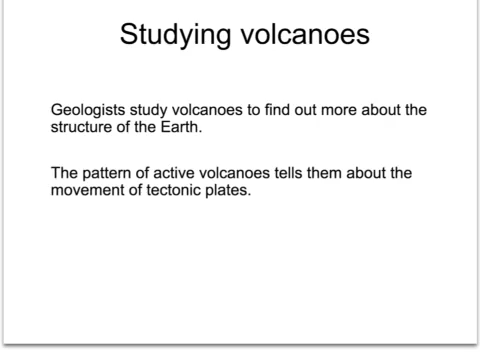 Studying volcanoes
Geologists study volcanoes to find out more about the
structure of the Earth.
The pattern of active volcanoes tells them about the
movement of tectonic plates.